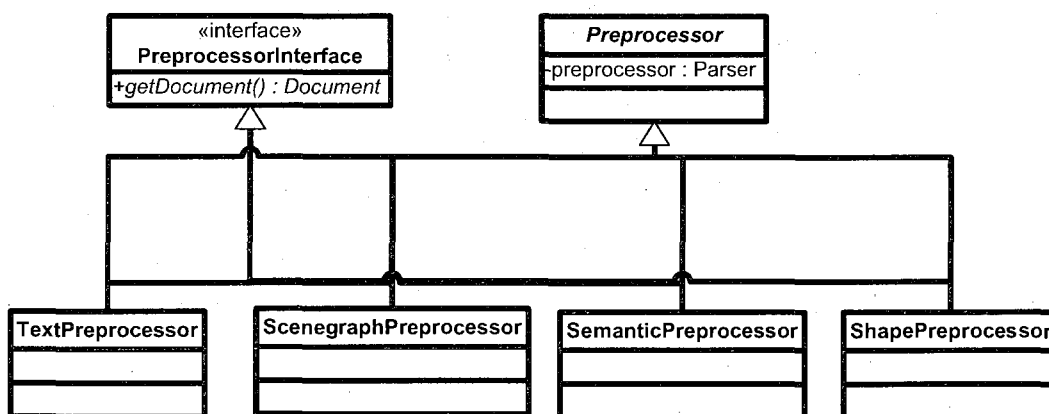 «interface»
PreprocessorInterface
+getDocument() : Document
Preprocessor
-preprocessor : Parser
TextPreprocessor
ScenegraphPreprocessor
SemanticPreprocessor
ShapePreprocessor